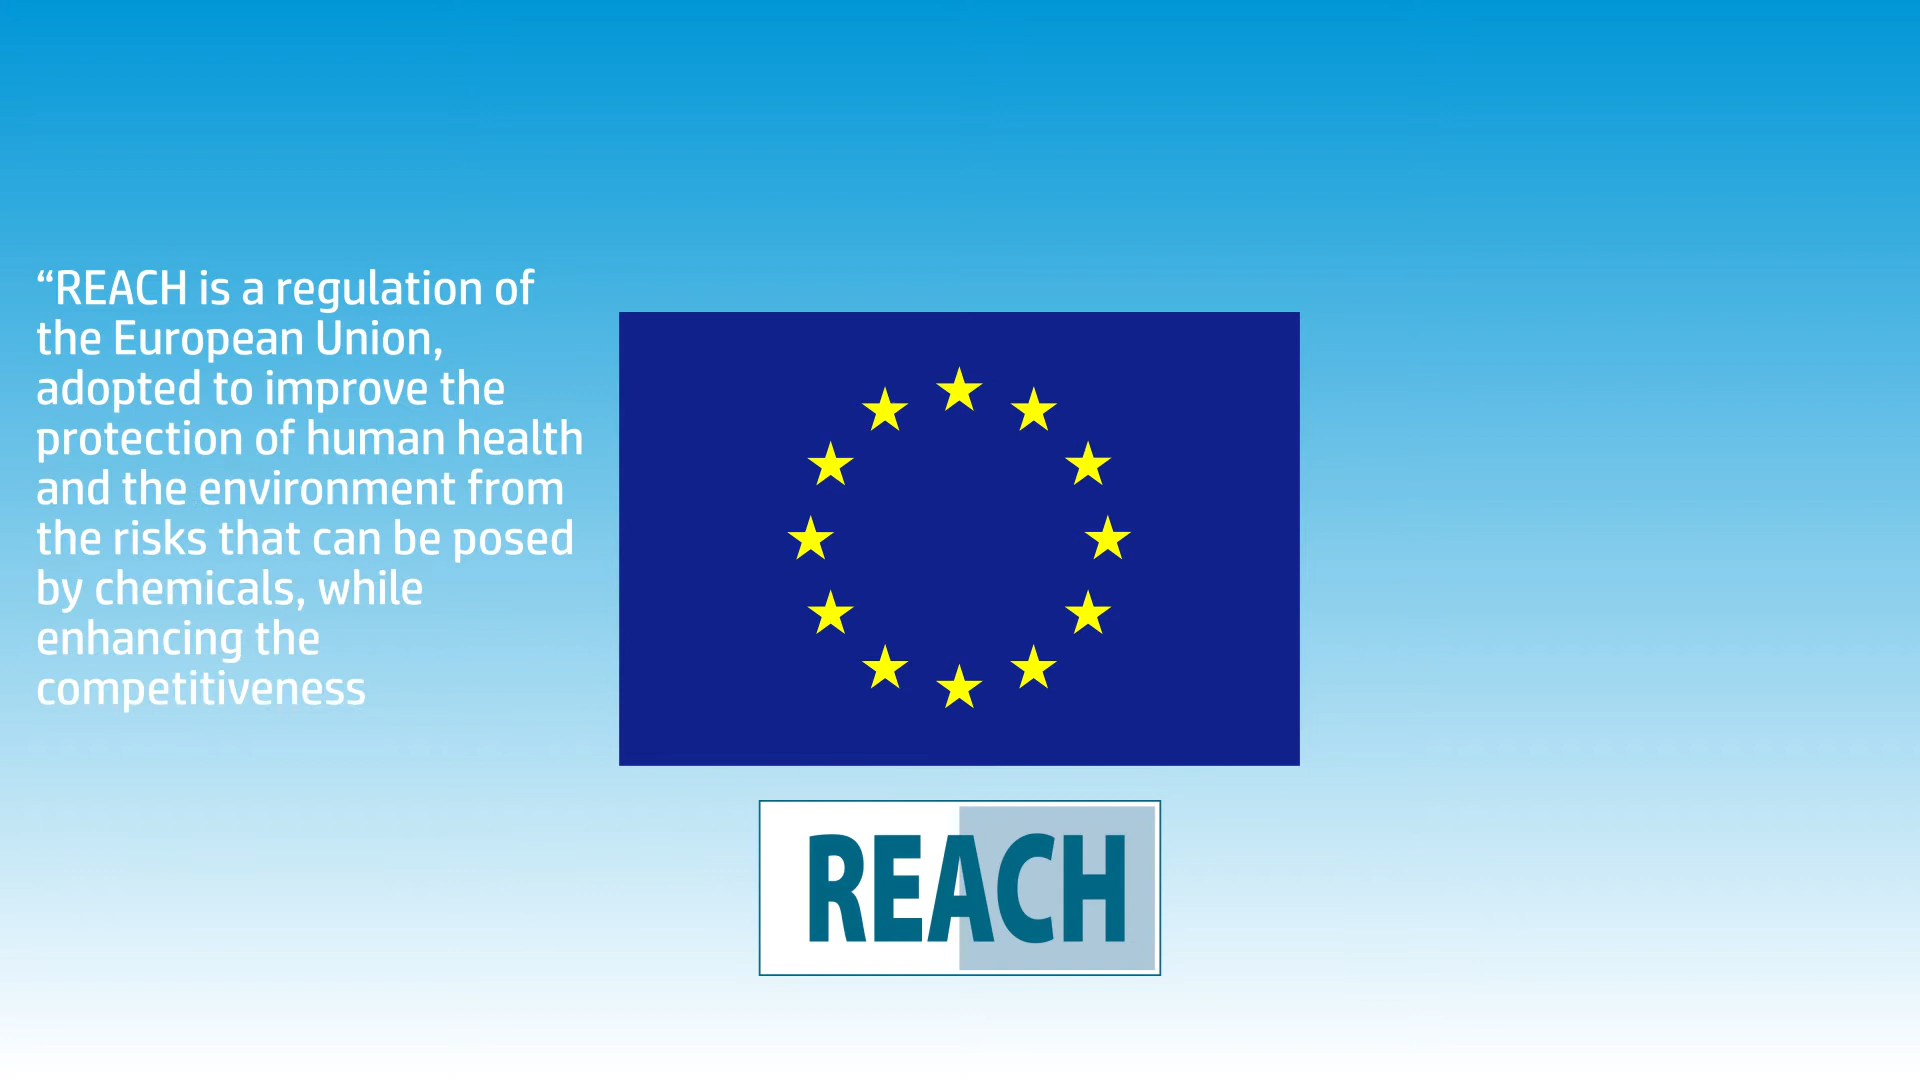 “REACH is a regulation of
the European Union,
adopted to improve the
protection of human health
and the environment from
the risks that can be posed
by chemicals, while
enhancing the
competitiveness
REACH